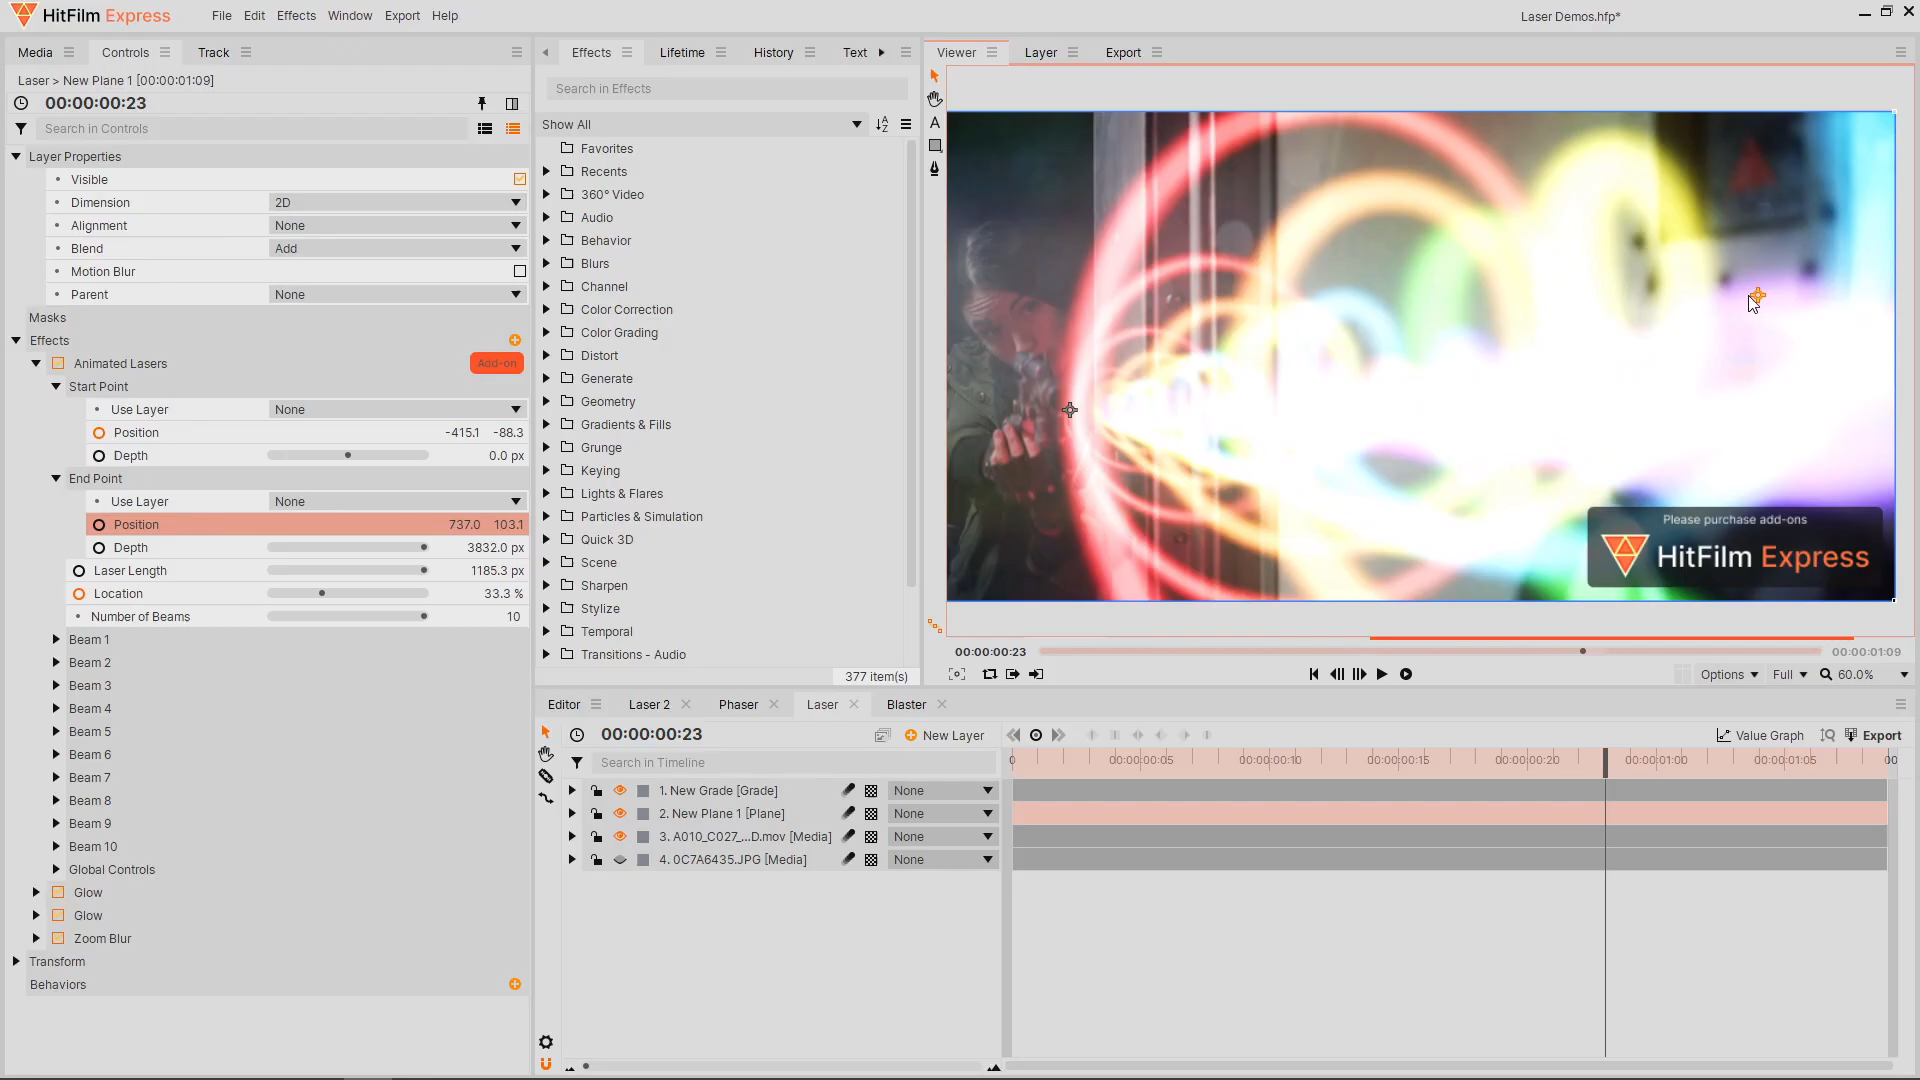 HitFilm Express
File Edit Effects Window Export Help
Laser Demos.hfp*
Media Controls Track
Laser > New Plane 1 [00:00:01:09]
00:00:00:23
Search in Controls
Layer Properties
Visible
Dimension 2D
Alignment None
Blend Add
Motion Blur
Parent None
Masks
Effects
Animated Lasers Add-on
Start Point
Use Layer None
Position -415.1 -88.3
Depth 0.0 px
End Point
Use Layer None
Position 737.0 103.1
Depth 3832.0 px
Laser Length 1185.3 px
Location 33.3 %
Number of Beams 10
Beam 1
Beam 2
Beam 3
Beam 4
Beam 5
Beam 6
Beam 7
Beam 8
Beam 9
Beam 10
Global Controls
Glow
Glow
Zoom Blur
Transform
Behaviors
Effects Lifetime History Text
Search in Effects
Show All
Favorites
Recents
360° Video
Audio
Behavior
Blurs
Channel
Color Correction
Color Grading
Distort
Generate
Geometry
Gradients & Fills
Grunge
Keying
Lights & Flares
Particles & Simulation
Quick 3D
Scene
Sharpen
Stylize
Temporal
Transitions - Audio
377 item(s)
Viewer Layer Export
A
Please purchase add-ons
HitFilm Express
00:00:00:23
00:00:01:09
Options Full 60.0%
Editor Laser 2 Phaser Laser Blaster
00:00:00:23 New Layer
Value Graph Export
Search in Timeline
0 00:00:00:05 00:00:00:10 00:00:00:15 00:00:00:20 00:00:01:00 00:00:01:05 00
1. New Grade [Grade] None
2. New Plane 1 [Plane] None
3. A010_C027_...D.mov [Media] None
4. 0C7A6435.JPG [Media] None